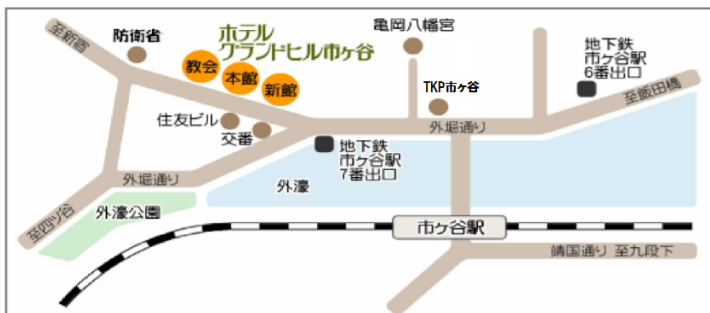 至新宿
防衛省
ホテル
グランドヒル市ヶ谷
教会
本館
新館
亀岡八幡宮
TKP市ヶ谷
地下鉄
市ヶ谷駅
6番出口
至飯田橋
住友ビル
交番
外堀通り
地下鉄
市ヶ谷駅
7番出口
外堀通り
外濠
外濠公園
至四ツ谷
市ヶ谷駅
靖国通り 至九段下